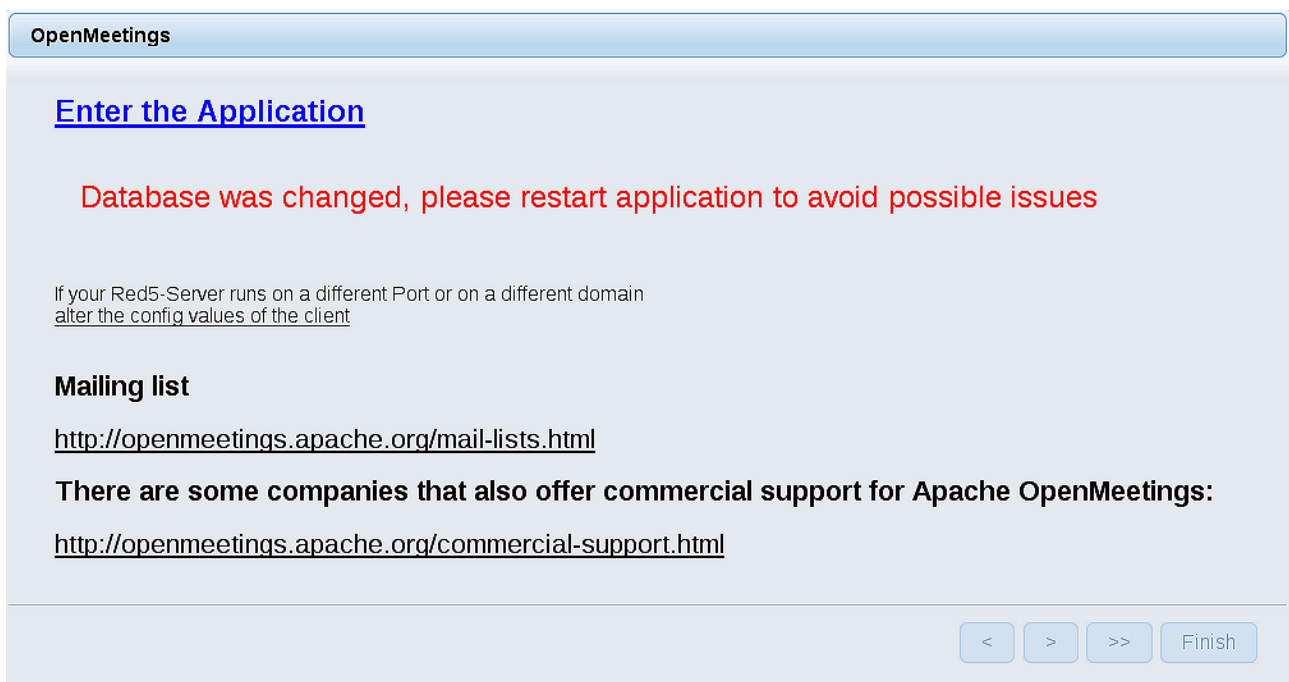 OpenMeetings
Enter the Application
Database was changed, please restart application to avoid possible issues
If your Red5-Server runs on a different Port or on a different domain
alter the config values of the client
Mailing list
http://openmeetings.apache.org/mail-lists.html
There are some companies that also offer commercial support for Apache OpenMeetings:
http://openmeetings.apache.org/commercial-support.html
< > >> Finish